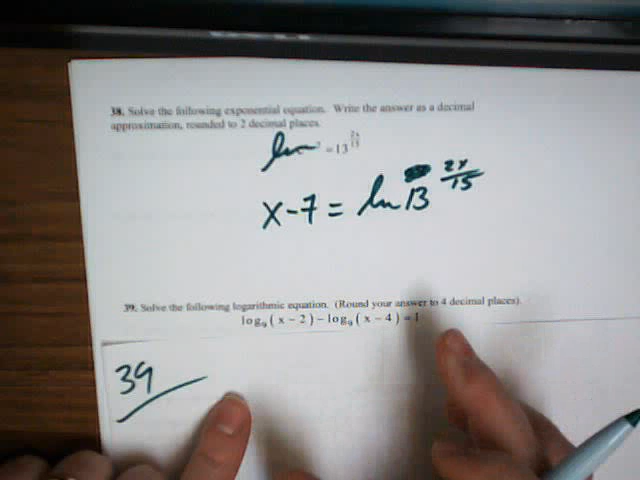 38. Solve the following exponential equation. Write the answer as a decimal
approximation, rounded to 2 decimal places.
ln = 13^(2x/15)
x-7 = ln 13^(2x/15)
39. Solve the following logarithmic equation. (Round your answer to 4 decimal places).
log₉(x-2)-log₉(x-4)=1
39